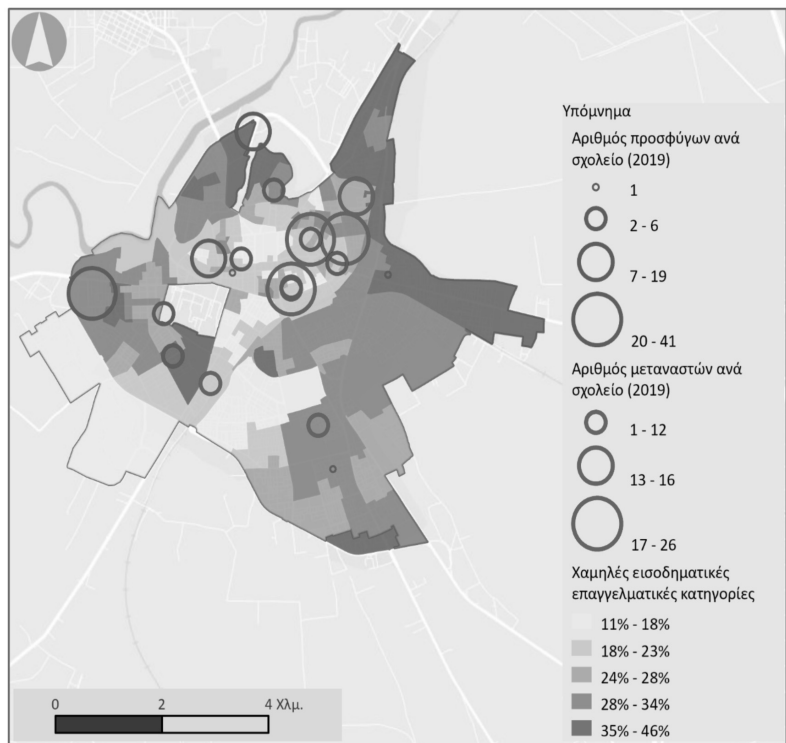 Υπόμνημα
Αριθμός προσφύγων ανά
σχολείο (2019)
1
2 - 6
7 - 19
20 - 41
Αριθμός μεταναστών ανά
σχολείο (2019)
1 - 12
13 - 16
17 - 26
Χαμηλές εισοδηματικές
επαγγελματικές κατηγορίες
11% - 18%
18% - 23%
24% - 28%
28% - 34%
35% - 46%
0 2 4 Χλμ.